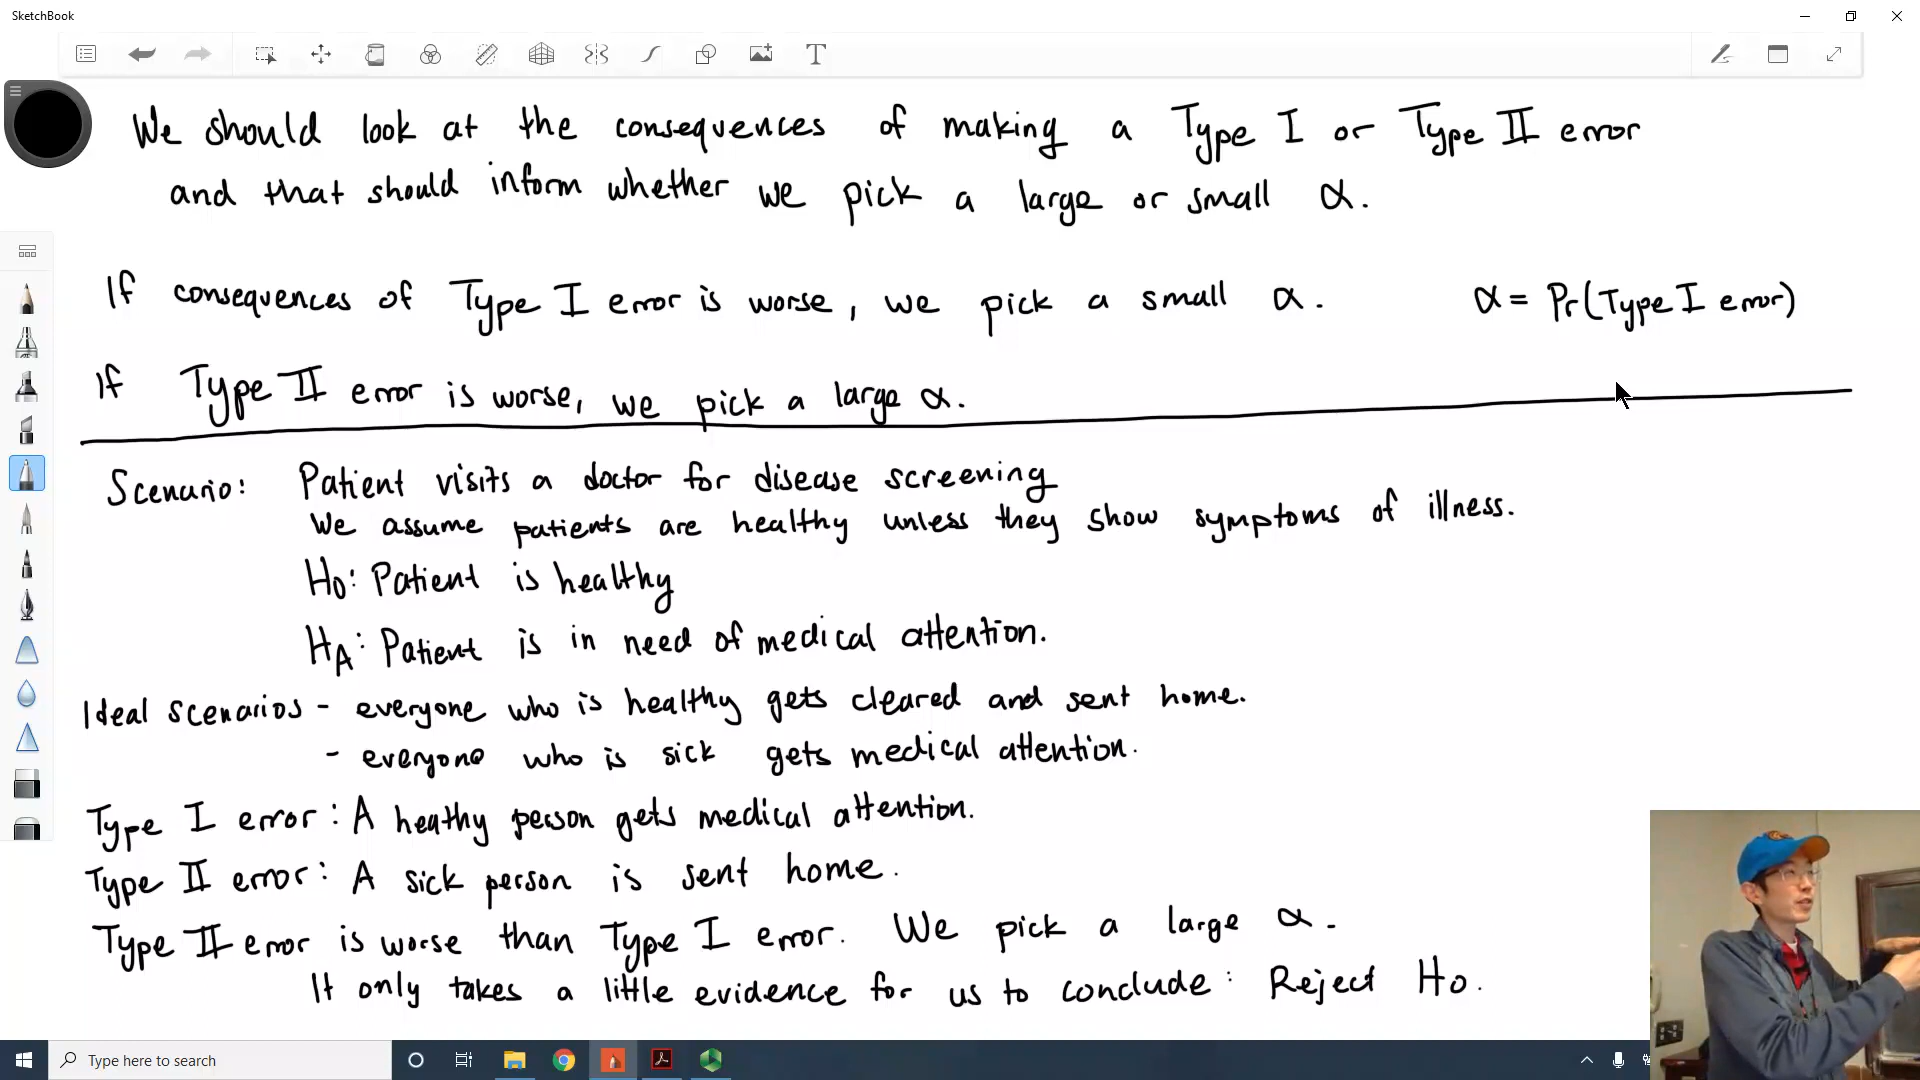 SketchBook
We should look at the consequences of making a Type I or Type II error
and that should inform whether we pick a large or small α.
If consequences of Type I error is worse, we pick a small α. α = Pr(Type I error)
If Type II error is worse, we pick a large α.
Scenario: Patient visits a doctor for disease screening
We assume patients are healthy unless they show symptoms of illness.
H0: Patient is healthy
HA: Patient is in need of medical attention.
Ideal scenarios - everyone who is healthy gets cleared and sent home.
- everyone who is sick gets medical attention.
Type I error: A heathy person gets medical attention.
Type II error: A sick person is sent home.
Type II error is worse than Type I error. We pick a large α.
It only takes a little evidence for us to conclude: Reject H0.
Type here to search